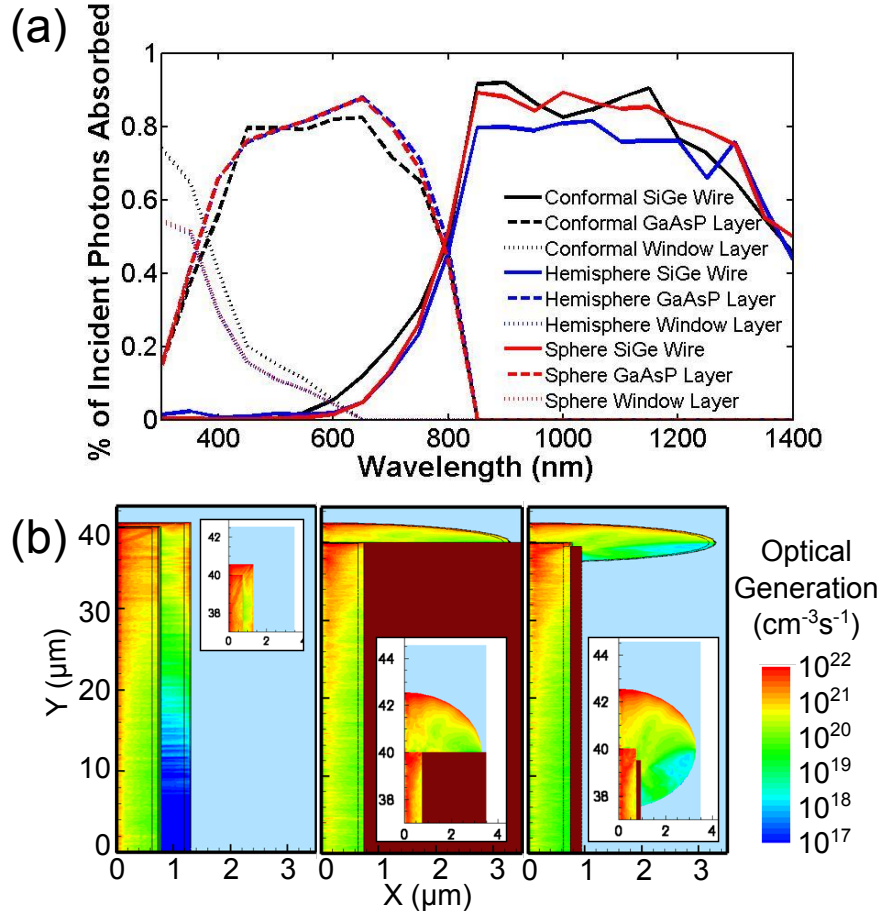 (a)
% of Incident Photons Absorbed
1
0.8
0.6
0.4
0.2
0
Conformal SiGe Wire
Conformal GaAsP Layer
Conformal Window Layer
Hemisphere SiGe Wire
Hemisphere GaAsP Layer
Hemisphere Window Layer
Sphere SiGe Wire
Sphere GaAsP Layer
Sphere Window Layer
400 600 800 1000 1200 1400
Wavelength (nm)
(b)
Y (µm)
40
30
20
10
0
42
40
38
0 2 4
44
42
40
38
0 2 4
44
42
40
38
0 2 4
0 1 2 3
0 1 2 3
0 1 2 3 4
X (µm)
Optical
Generation
(cm⁻³s⁻¹)
10²²
10²¹
10²⁰
10¹⁹
10¹⁸
10¹⁷